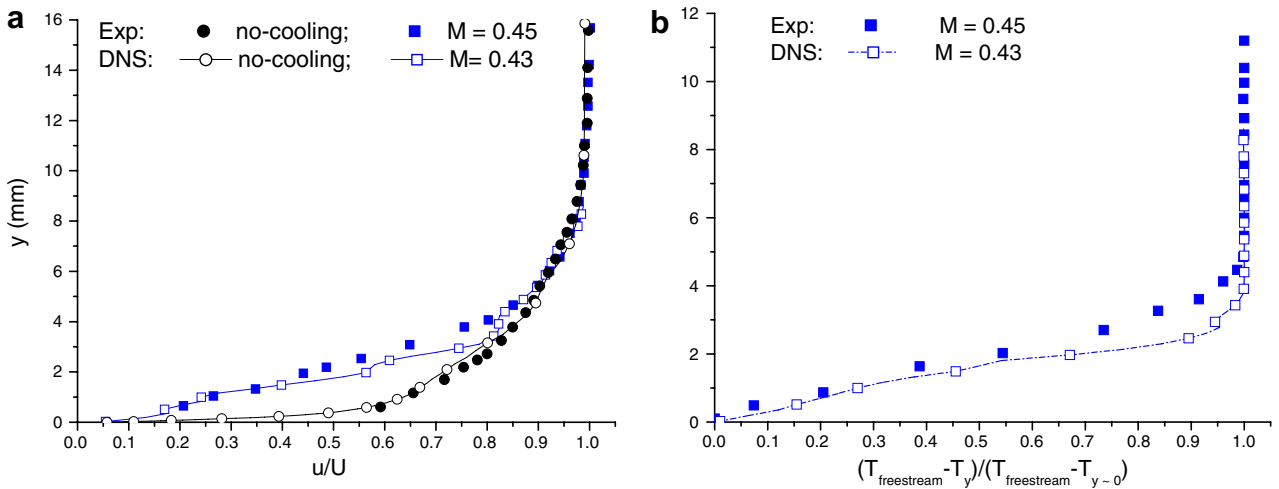 a
Exp: no-cooling; M = 0.45
DNS: no-cooling; M= 0.43
16
14
12
10
8
6
4
2
0
y (mm)
0.0 0.1 0.2 0.3 0.4 0.5 0.6 0.7 0.8 0.9 1.0
u/U
b
Exp: M = 0.45
DNS: M = 0.43
12
10
8
6
4
2
0
0.0 0.1 0.2 0.3 0.4 0.5 0.6 0.7 0.8 0.9 1.0
(T_freestream-T_y)/(T_freestream-T_y~0)